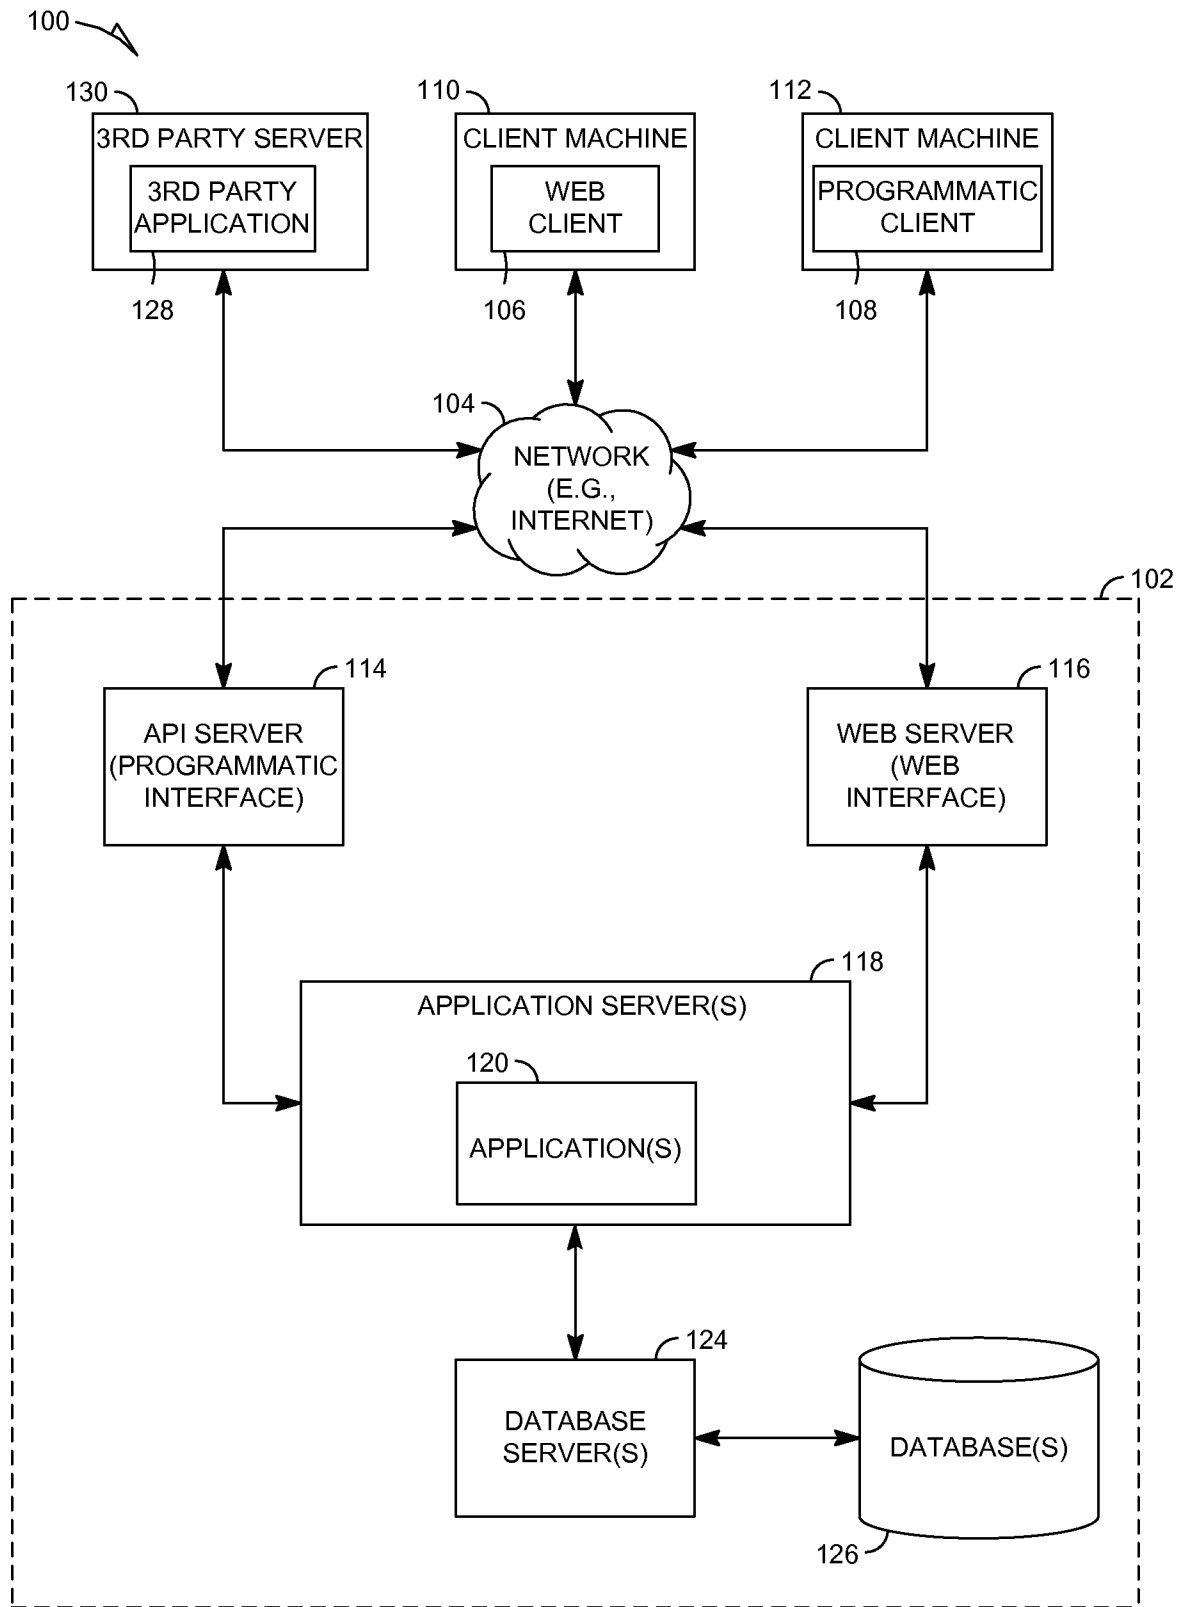 100
130
110
112
3RD PARTY SERVER
CLIENT MACHINE
CLIENT MACHINE
3RD PARTY
APPLICATION
WEB
CLIENT
PROGRAMMATIC
CLIENT
128
106
108
104
NETWORK
(E.G.,
INTERNET)
102
114
116
API SERVER
(PROGRAMMATIC
INTERFACE)
WEB SERVER
(WEB
INTERFACE)
118
APPLICATION SERVER(S)
120
APPLICATION(S)
124
DATABASE
SERVER(S)
DATABASE(S)
126